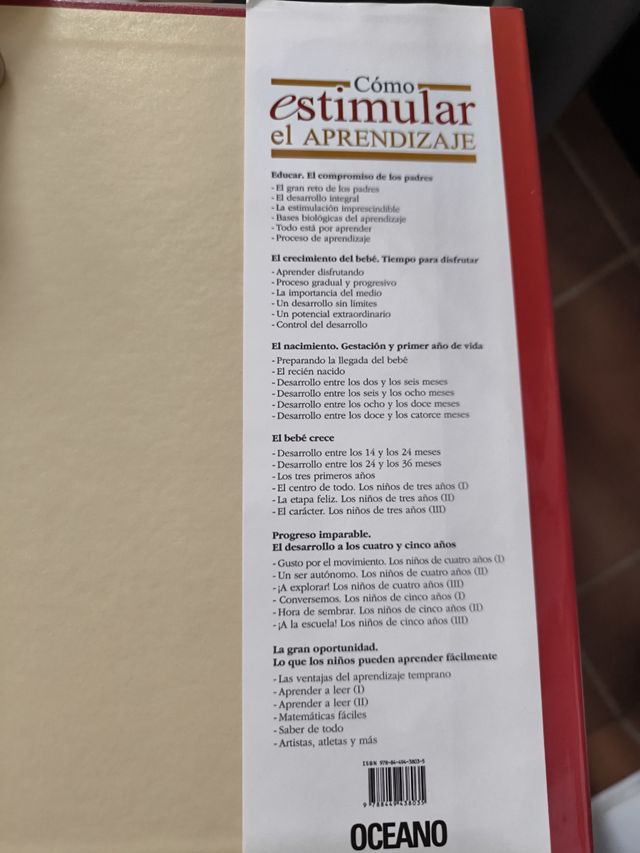 Cómo
estimular
el APRENDIZAJE
Educar. El compromiso de los padres
- El gran reto de los padres
- El desarrollo integral
- La estimulación imprescindible
- Bases biológicas del aprendizaje
- Todo está por aprender
- Proceso de aprendizaje
El crecimiento del bebé. Tiempo para disfrutar
- Aprender disfrutando
- Proceso gradual y progresivo
- La importancia del medio
- Un desarrollo sin límites
- Un potencial extraordinario
- Control del desarrollo
El nacimiento. Gestación y primer año de vida
- Preparando la llegada del bebé
- El recién nacido
- Desarrollo entre los dos y los seis meses
- Desarrollo entre los seis y los ocho meses
- Desarrollo entre los ocho y los doce meses
- Desarrollo entre los doce y los catorce meses
El bebé crece
- Desarrollo entre los 14 y los 24 meses
- Desarrollo entre los 24 y los 36 meses
- Los tres primeros años
- El centro de todo. Los niños de tres años (I)
- La etapa feliz. Los niños de tres años (II)
- El carácter. Los niños de tres años (III)
Progreso imparable.
El desarrollo a los cuatro y cinco años
- Gusto por el movimiento. Los niños de cuatro años (I)
- Un ser autónomo. Los niños de cuatro años (II)
- ¡A explorar! Los niños de cuatro años (III)
- Conversemos. Los niños de cinco años (I)
- Hora de sembrar. Los niños de cinco años (II)
- ¡A la escuela! Los niños de cinco años (III)
La gran oportunidad.
Lo que los niños pueden aprender fácilmente
- Las ventajas del aprendizaje temprano
- Aprender a leer (I)
- Aprender a leer (II)
- Matemáticas fáciles
- Saber de todo
- Artistas, atletas y más
ISBN 978-84-494-3803-5
9 788449 438035
OCEANO